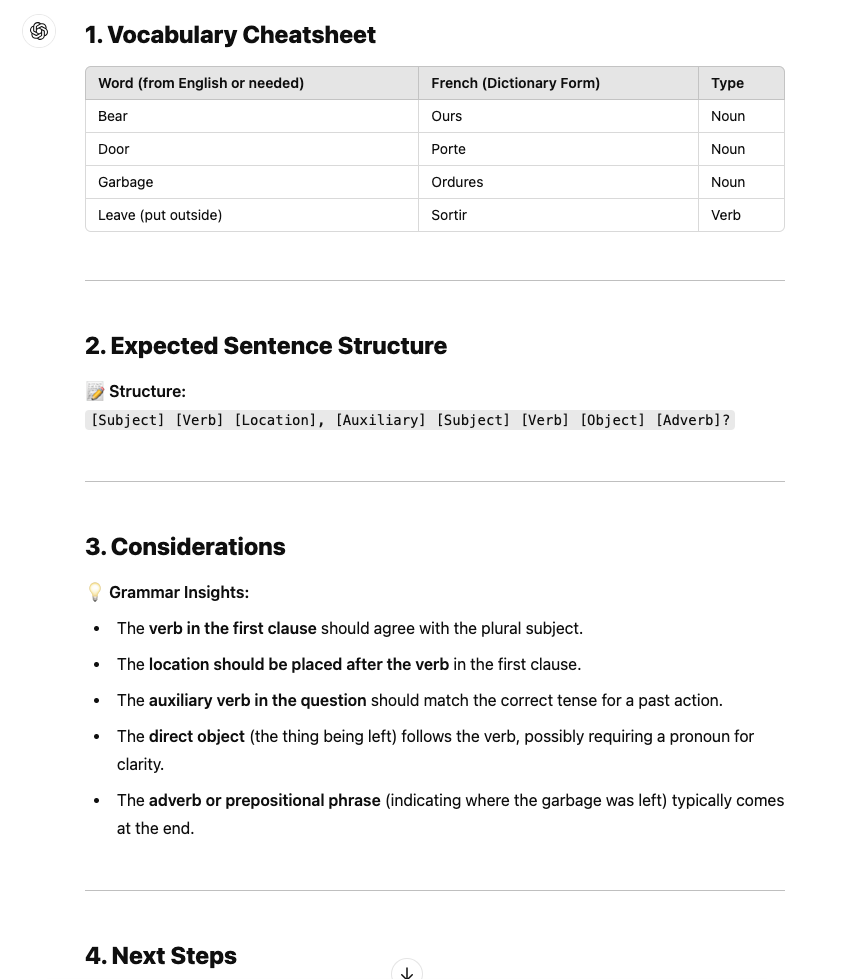 1. Vocabulary Cheatsheet
Word (from English or needed) French (Dictionary Form) Type
Bear Ours Noun
Door Porte Noun
Garbage Ordures Noun
Leave (put outside) Sortir Verb
2. Expected Sentence Structure
📝 Structure:
[Subject] [Verb] [Location], [Auxiliary] [Subject] [Verb] [Object] [Adverb]?
3. Considerations
💡 Grammar Insights:
• The verb in the first clause should agree with the plural subject.
• The location should be placed after the verb in the first clause.
• The auxiliary verb in the question should match the correct tense for a past action.
• The direct object (the thing being left) follows the verb, possibly requiring a pronoun for
clarity.
• The adverb or prepositional phrase (indicating where the garbage was left) typically comes
at the end.
4. Next Steps